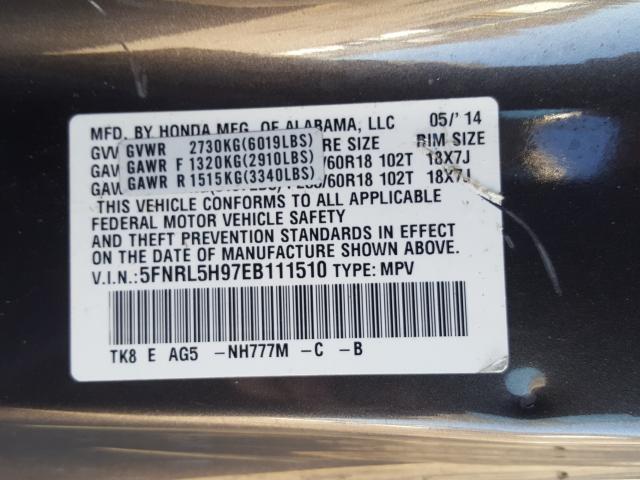 MFD. BY HONDA MFG. OF ALABAMA, LLC 05/'14
GVWR 2730KG(6019LBS) RE SIZE RIM SIZE
GAWR F 1320KG(2910LBS) /60R18 102T 18X7J
GAWR R 1515KG(3340LBS) /60R18 102T 18X7J
THIS VEHICLE CONFORMS TO ALL APPLICABLE
FEDERAL MOTOR VEHICLE SAFETY
AND THEFT PREVENTION STANDARDS IN EFFECT
ON THE DATE OF MANUFACTURE SHOWN ABOVE.
V.I.N.:5FNRL5H97EB111510 TYPE: MPV
TK8 E AG5 -NH777M -C -B